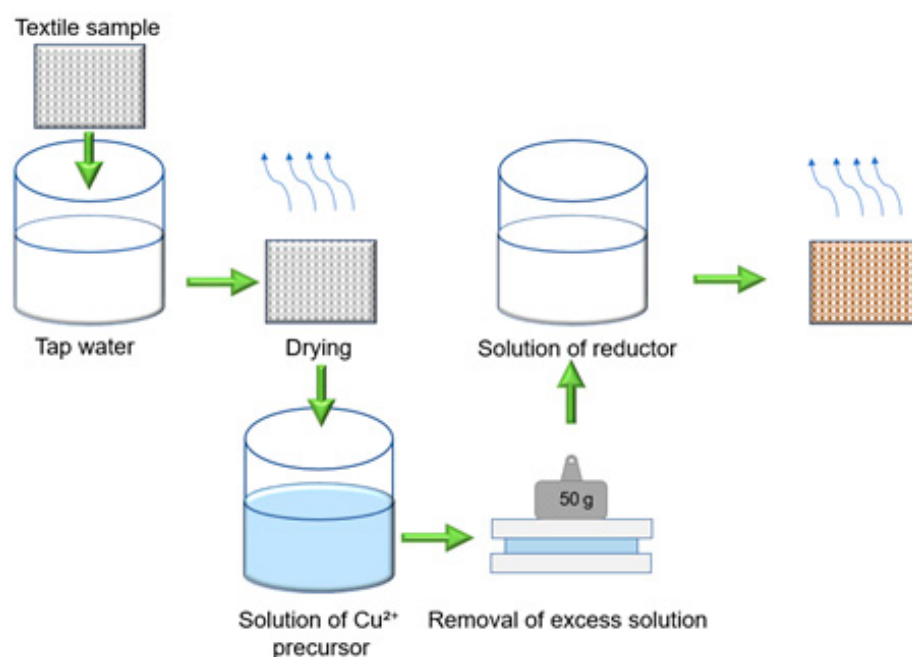 Textile sample
Tap water
Drying
Solution of Cu²⁺
precursor
50 g
Removal of excess solution
Solution of reductor